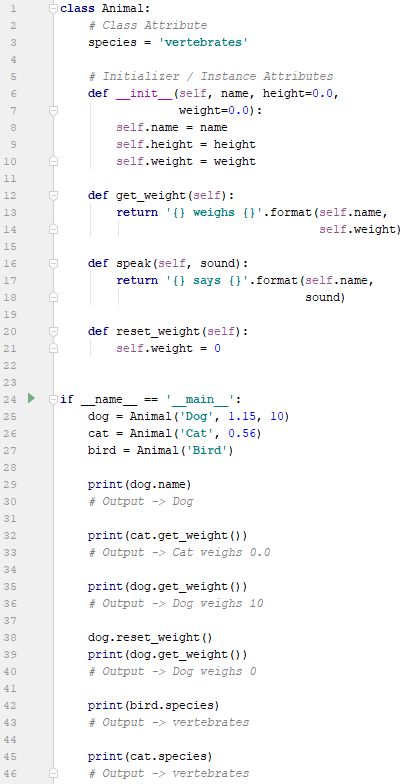 1 class Animal:
2     # Class Attribute
3     species = 'vertebrates'
4
5     # Initializer / Instance Attributes
6     def __init__(self, name, height=0.0,
7                  weight=0.0):
8         self.name = name
9         self.height = height
10         self.weight = weight
11
12     def get_weight(self):
13         return '{} weighs {}'.format(self.name,
14                                      self.weight)
15
16     def speak(self, sound):
17         return '{} says {}'.format(self.name,
18                                    sound)
19
20     def reset_weight(self):
21         self.weight = 0
22
23
24 if __name__ == '__main__':
25     dog = Animal('Dog', 1.15, 10)
26     cat = Animal('Cat', 0.56)
27     bird = Animal('Bird')
28
29     print(dog.name)
30     # Output -> Dog
31
32     print(cat.get_weight())
33     # Output -> Cat weighs 0.0
34
35     print(dog.get_weight())
36     # Output -> Dog weighs 10
37
38     dog.reset_weight()
39     print(dog.get_weight())
40     # Output -> Dog weighs 0
41
42     print(bird.species)
43     # Output -> vertebrates
44
45     print(cat.species)
46     # Output -> vertebrates